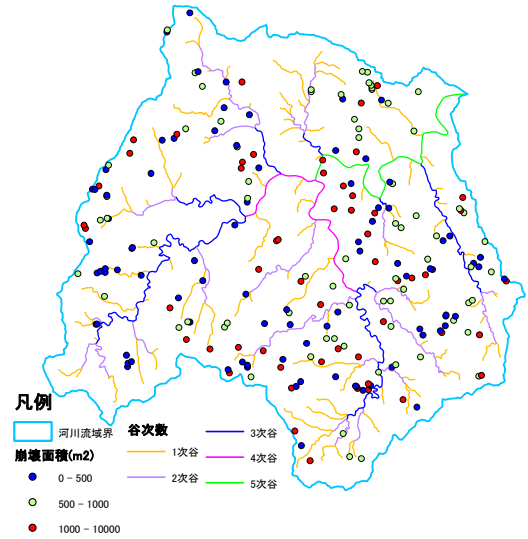 凡例
河川流域界
崩壊面積(m2)
0 - 500
500 - 1000
1000 - 10000
谷次数
1次谷
2次谷
3次谷
4次谷
5次谷